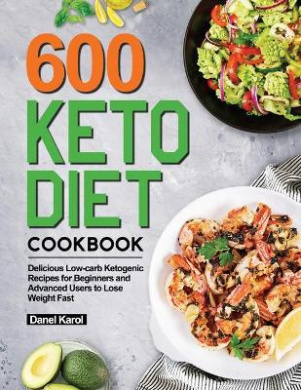 600
KETO
DIET
COOKBOOK
Delicious Low-carb Ketogenic
Recipes for Beginners and
Advanced Users to Lose
Weight Fast
Danel Karol